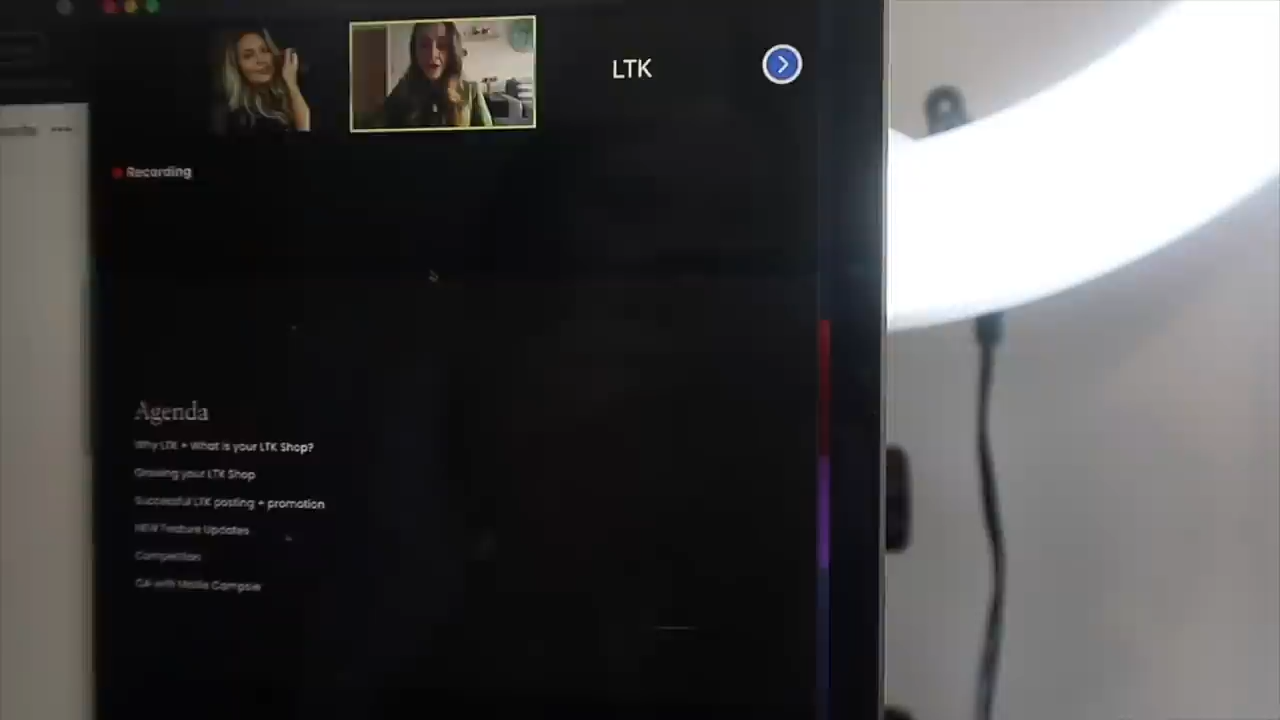 LTK
Recording
Agenda
Why LTK + What is your LTK Shop?
Growing your LTK Shop
Successful LTK posting + promotion
NEW Feature Updates
Competition
with